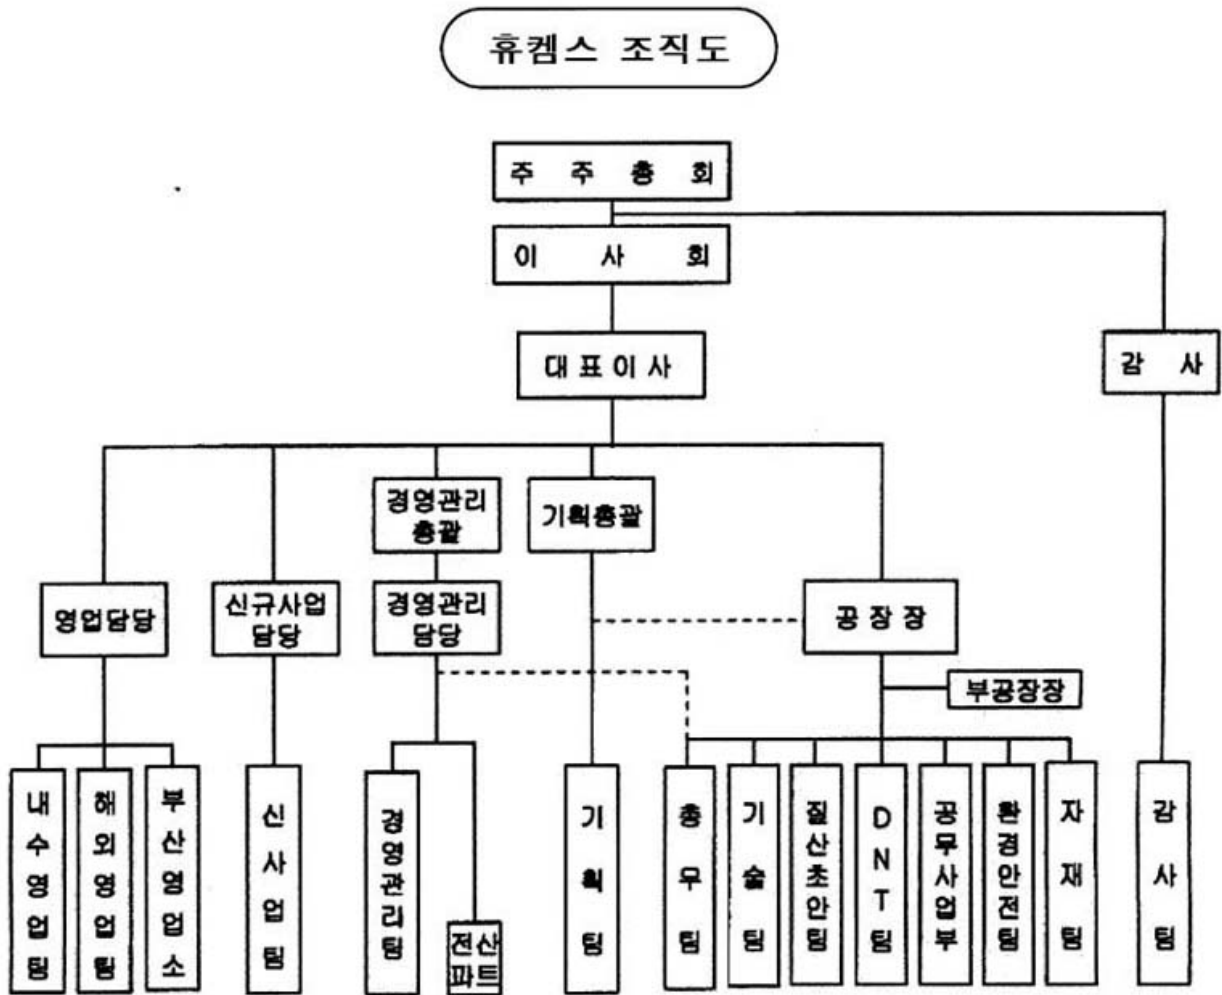 휴켐스 조직도
주 주 총 회
이 사 회
대 표 이 사
감 사
경영관리
총괄
기획총괄
영업담당
신규사업
담당
경영관리
담당
공 장 장
부공장장
내수영업팀
해외영업팀
부산영업소
신사업팀
경영관리팀
전산
파트
기획팀
총무팀
기술팀
질산초안팀
DNT팀
공무사업부
환경안전팀
자재팀
감사팀